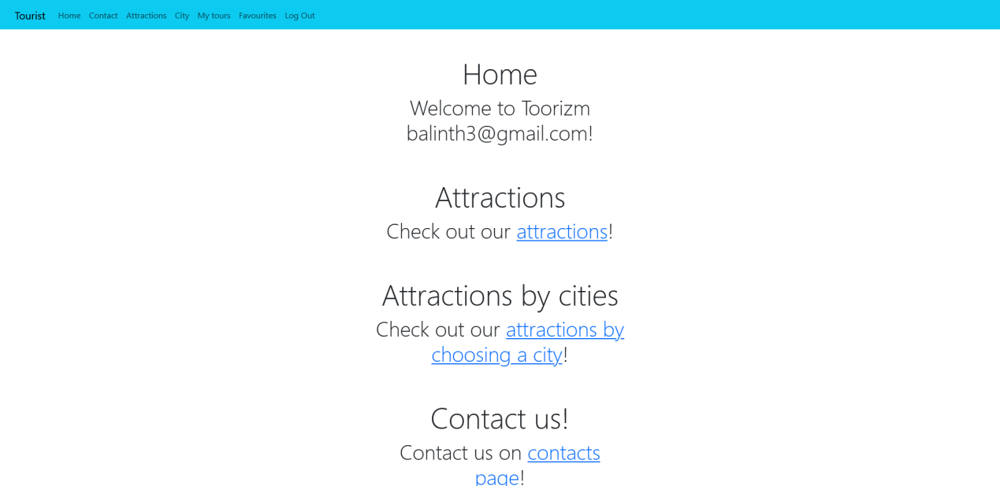 Tourist Home Contact Attractions City My tours Favourites Log Out
Home
Welcome to Toorizm
balinth3@gmail.com!
Attractions
Check out our attractions!
Attractions by cities
Check out our attractions by
choosing a city!
Contact us!
Contact us on contacts
page!